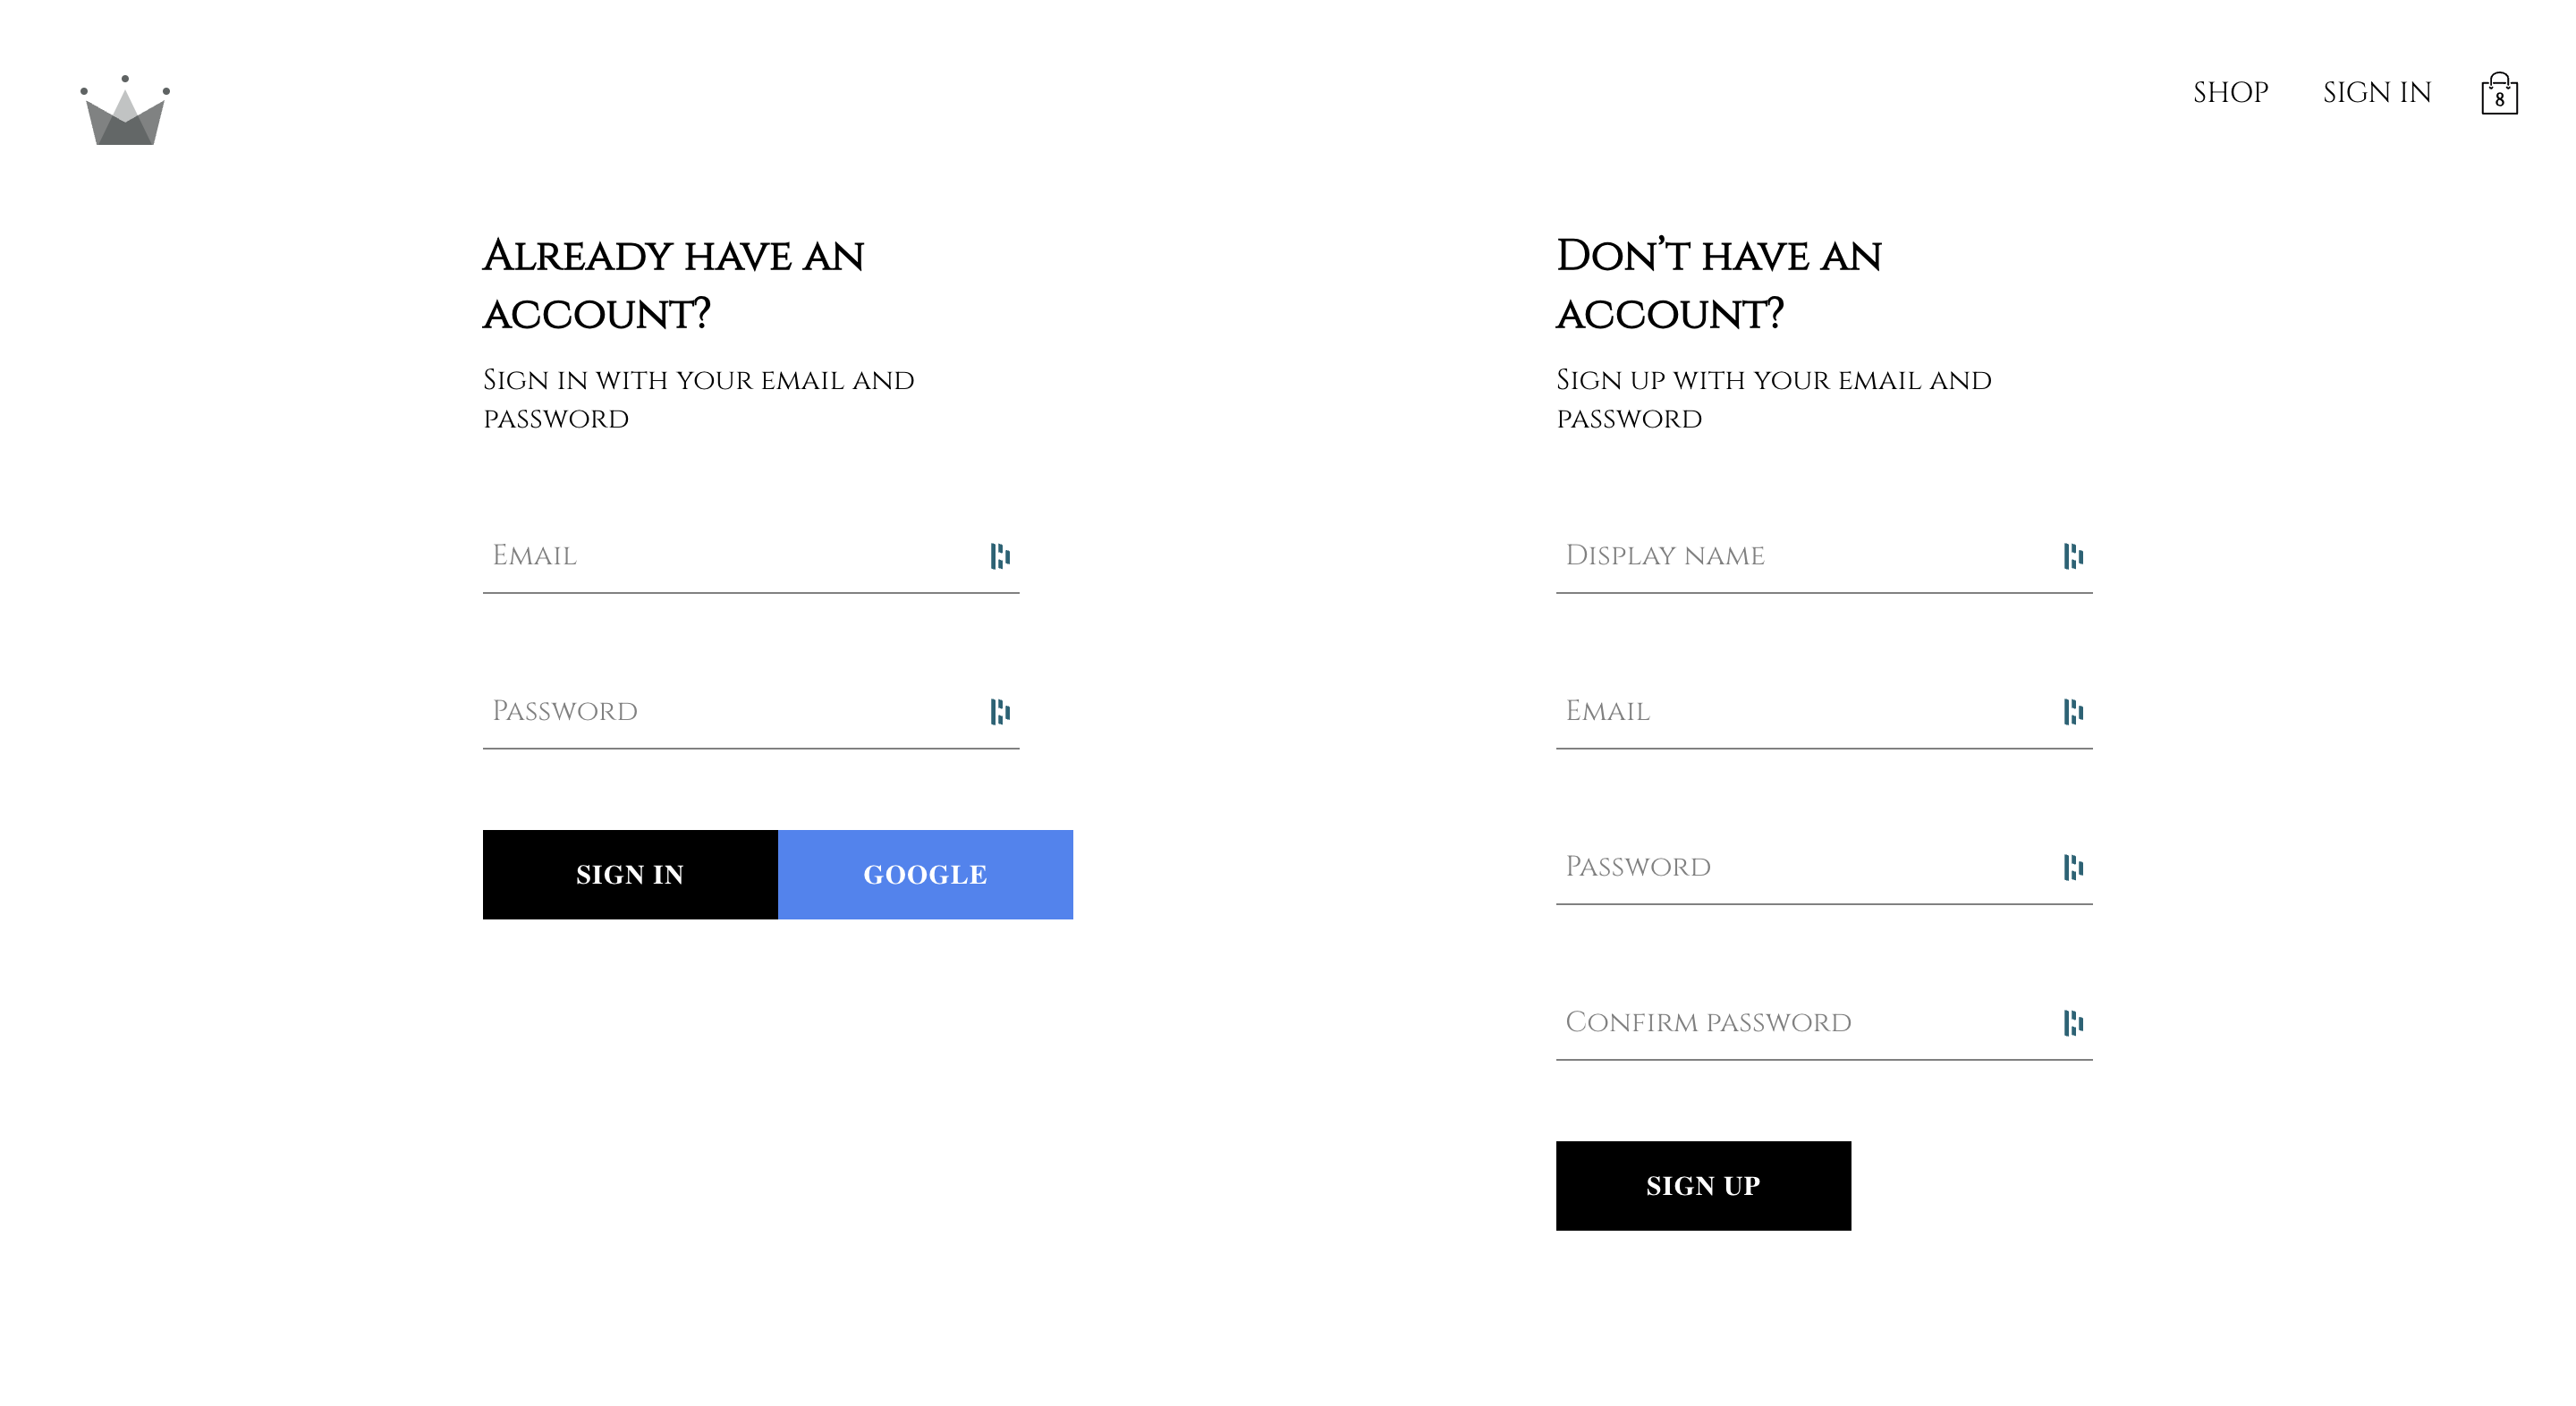 SHOP
SIGN IN
8
Already have an
account?
Sign in with your email and
password
Email
Password
SIGN IN
GOOGLE
Don’t have an
account?
Sign up with your email and
password
Display name
Email
Password
Confirm password
SIGN UP